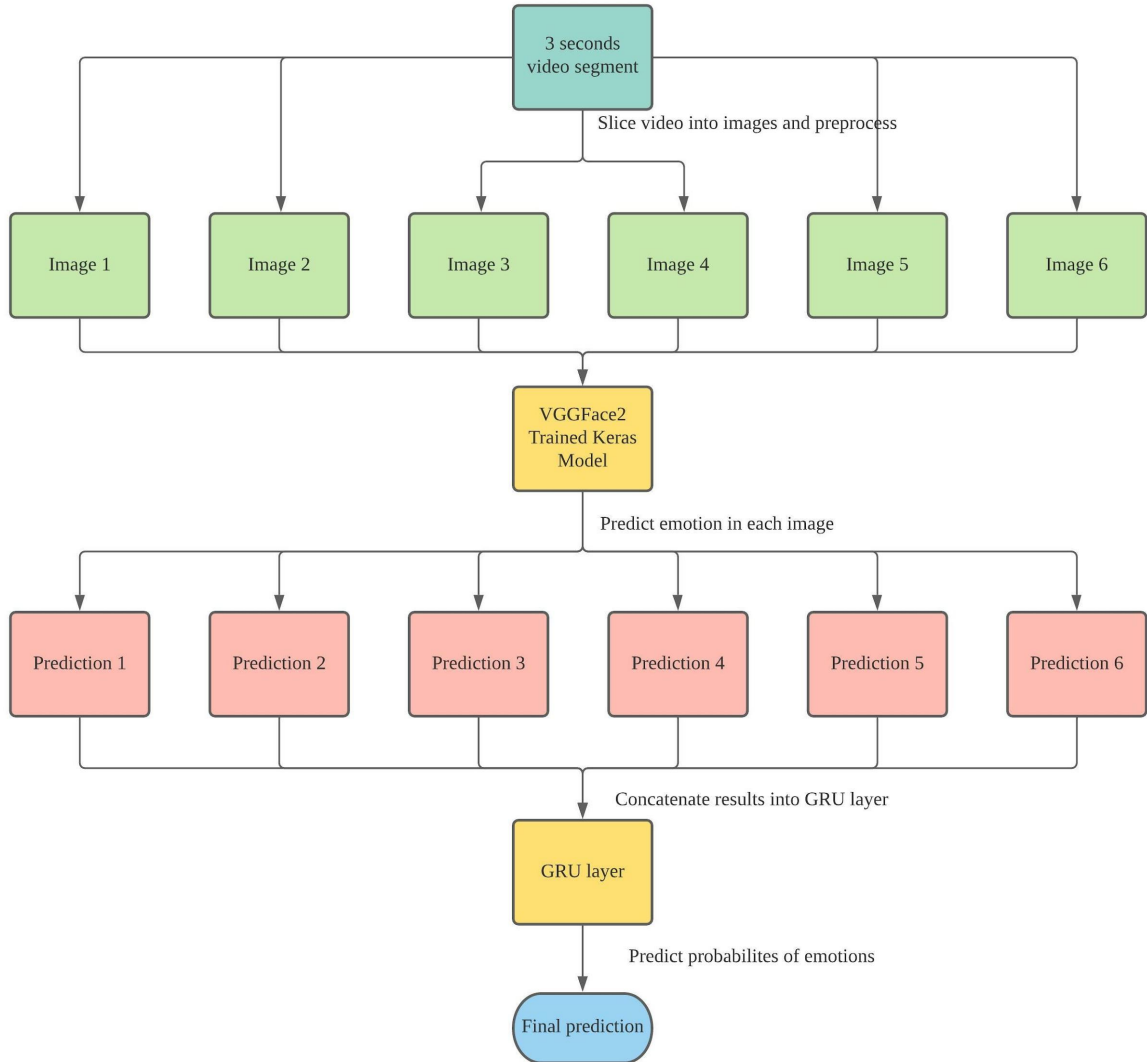 3 seconds
video segment
Slice video into images and preprocess
Image 1
Image 2
Image 3
Image 4
Image 5
Image 6
VGGFace2
Trained Keras
Model
Predict emotion in each image
Prediction 1
Prediction 2
Prediction 3
Prediction 4
Prediction 5
Prediction 6
Concatenate results into GRU layer
GRU layer
Predict probabilites of emotions
Final prediction